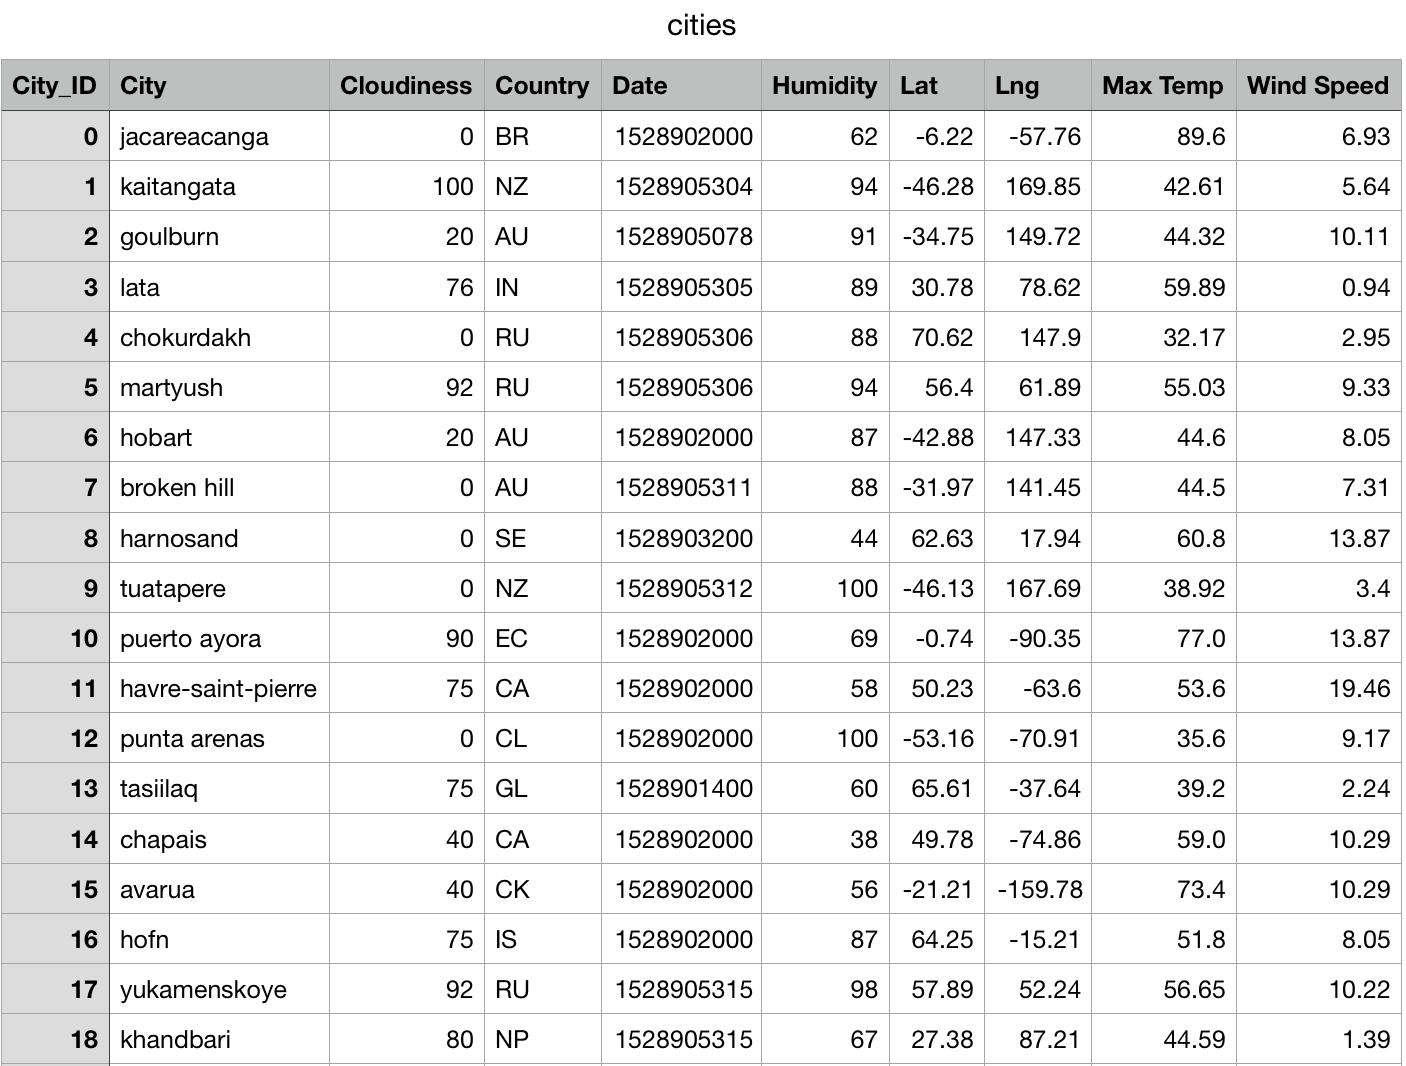 cities
City_ID City Cloudiness Country Date Humidity Lat Lng Max Temp Wind Speed
0 jacareacanga 0 BR 1528902000 62 -6.22 -57.76 89.6 6.93
1 kaitangata 100 NZ 1528905304 94 -46.28 169.85 42.61 5.64
2 goulburn 20 AU 1528905078 91 -34.75 149.72 44.32 10.11
3 lata 76 IN 1528905305 89 30.78 78.62 59.89 0.94
4 chokurdakh 0 RU 1528905306 88 70.62 147.9 32.17 2.95
5 martyush 92 RU 1528905306 94 56.4 61.89 55.03 9.33
6 hobart 20 AU 1528902000 87 -42.88 147.33 44.6 8.05
7 broken hill 0 AU 1528905311 88 -31.97 141.45 44.5 7.31
8 harnosand 0 SE 1528903200 44 62.63 17.94 60.8 13.87
9 tuatapere 0 NZ 1528905312 100 -46.13 167.69 38.92 3.4
10 puerto ayora 90 EC 1528902000 69 -0.74 -90.35 77.0 13.87
11 havre-saint-pierre 75 CA 1528902000 58 50.23 -63.6 53.6 19.46
12 punta arenas 0 CL 1528902000 100 -53.16 -70.91 35.6 9.17
13 tasiilaq 75 GL 1528901400 60 65.61 -37.64 39.2 2.24
14 chapais 40 CA 1528902000 38 49.78 -74.86 59.0 10.29
15 avarua 40 CK 1528902000 56 -21.21 -159.78 73.4 10.29
16 hofn 75 IS 1528902000 87 64.25 -15.21 51.8 8.05
17 yukamenskoye 92 RU 1528905315 98 57.89 52.24 56.65 10.22
18 khandbari 80 NP 1528905315 67 27.38 87.21 44.59 1.39